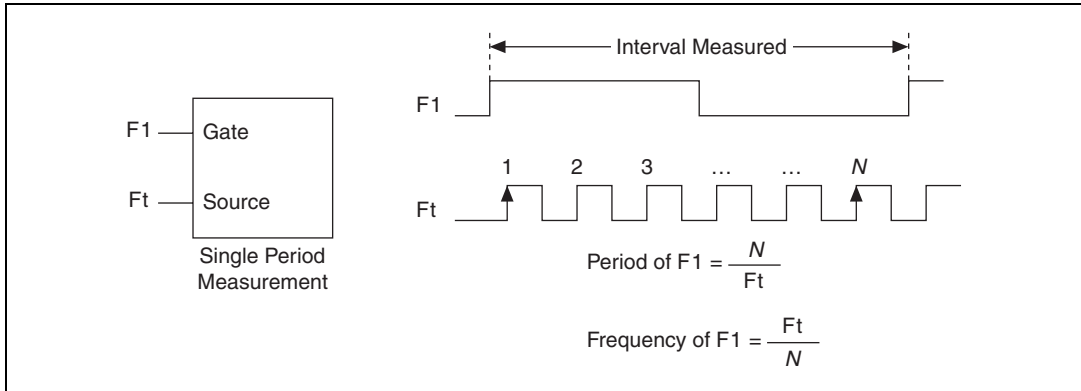 Interval Measured
F1
F1
Gate
1 2 3 … … N
Ft
Source
Ft
Single Period
Measurement
Period of F1 = N
Ft
Frequency of F1 = Ft
N